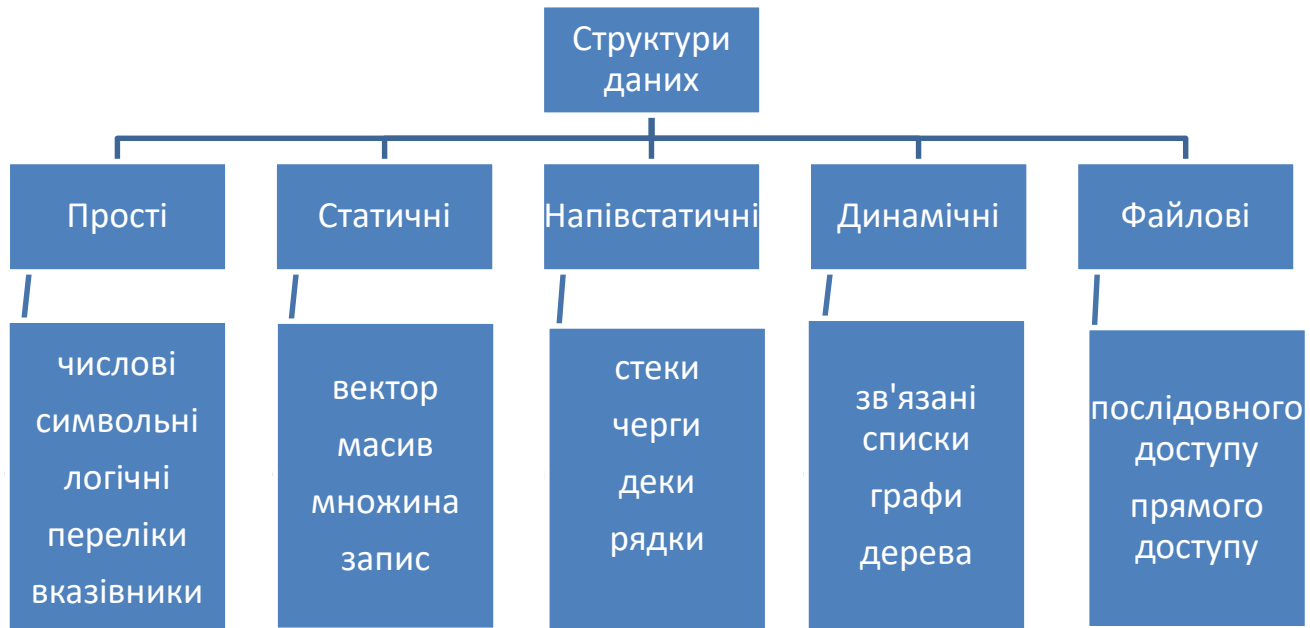 Структури
даних
Прості
Статичні
Напівстатичні
Динамічні
Файлові
числові
символьні
логічні
переліки
вказівники
вектор
масив
множина
запис
стеки
черги
деки
рядки
зв'язані
списки
графи
дерева
послідовного
доступу
прямого
доступу